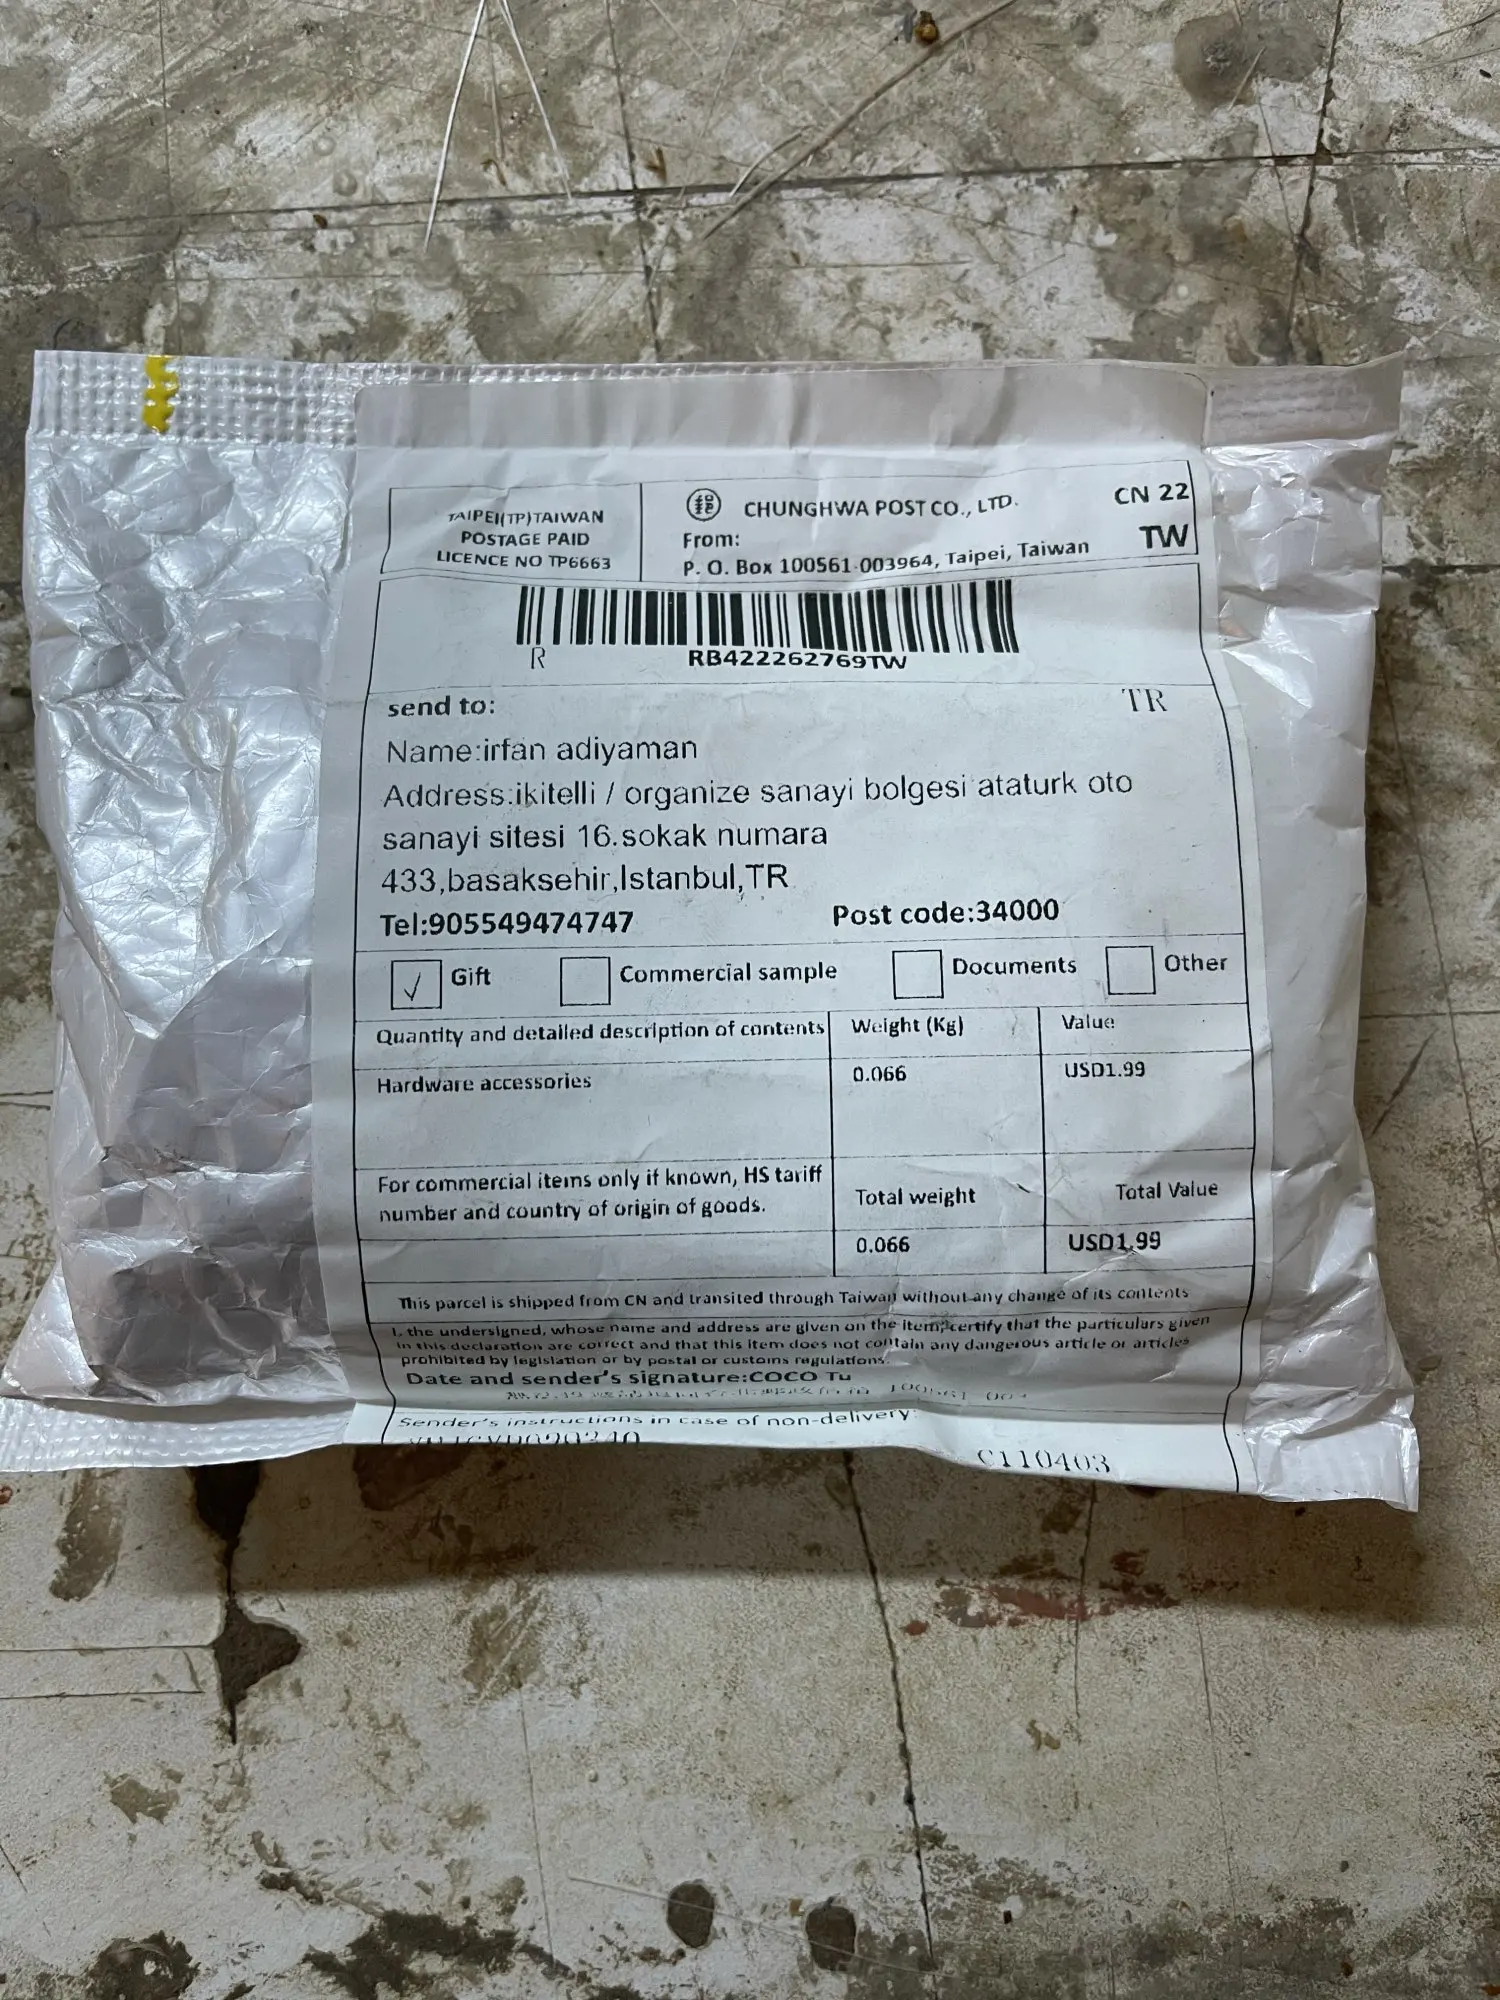 TAIPEI(TP)TAIWAN
POSTAGE PAID
LICENCE NO TP6663
CHUNGHWA POST CO., LTD.
From:
P. O. Box 100561-003964, Taipei, Taiwan
CN 22
TW
R
RB422262769TW
send to:
TR
Name:irfan adiyaman
Address:ikitelli / organize sanayi bolgesi ataturk oto
sanayi sitesi 16.sokak numara
433,basaksehir,Istanbul,TR
Tel:905549474747 Post code:34000
✓ Gift Commercial sample Documents Other
Quantity and detailed description of contents Weight (Kg) Value
Hardware accessories 0.066 USD1.99
For commercial items only if known, HS tariff
number and country of origin of goods.
Total weight Total Value
0.066 USD1.99
This parcel is shipped from CN and transited through Taiwan without any change of its contents
I, the undersigned, whose name and address are given on the item,certify that the particulars given
in this declaration are correct and that this item does not contain any dangerous article or articles
prohibited by legislation or by postal or customs regulations.
Date and sender's signature:COCO Tu
Sender's instructions in case of non-delivery:
C110403